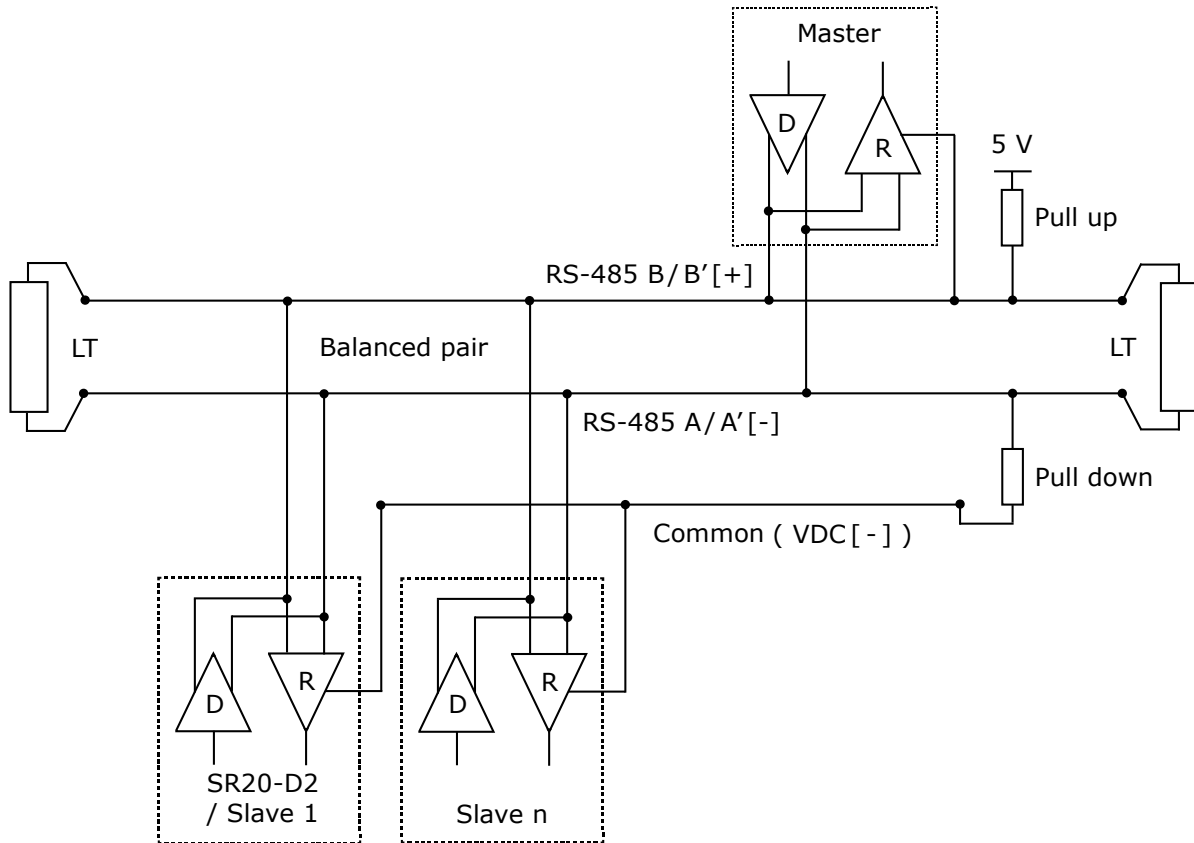 Master
D
R
5 V
Pull up
RS-485 B/B′[+]
LT
Balanced pair
LT
RS-485 A/A′[-]
Pull down
Common ( VDC [ - ] )
D
R
D
R
SR20-D2
/ Slave 1
Slave n